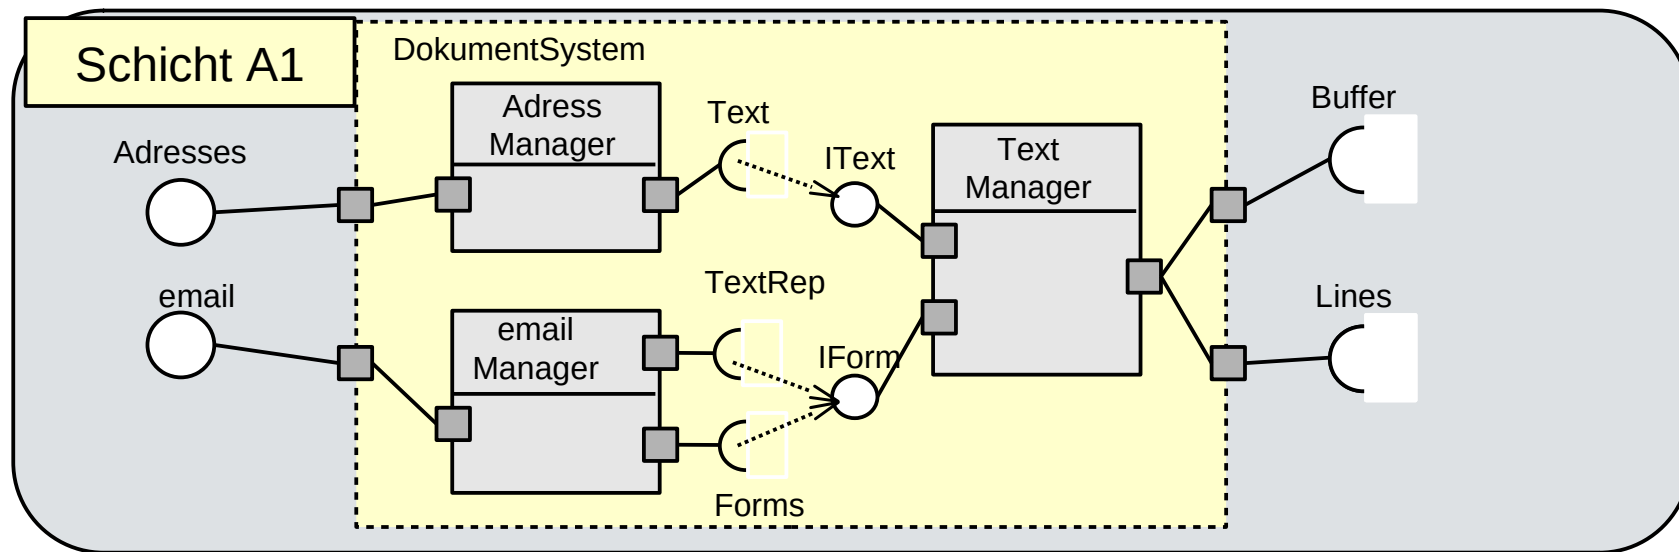 Schicht A1
DokumentSystem
Adress
Manager
Text
Buffer
Adresses
IText
Text
Manager
email
TextRep
Lines
email
Manager
IForm
Forms